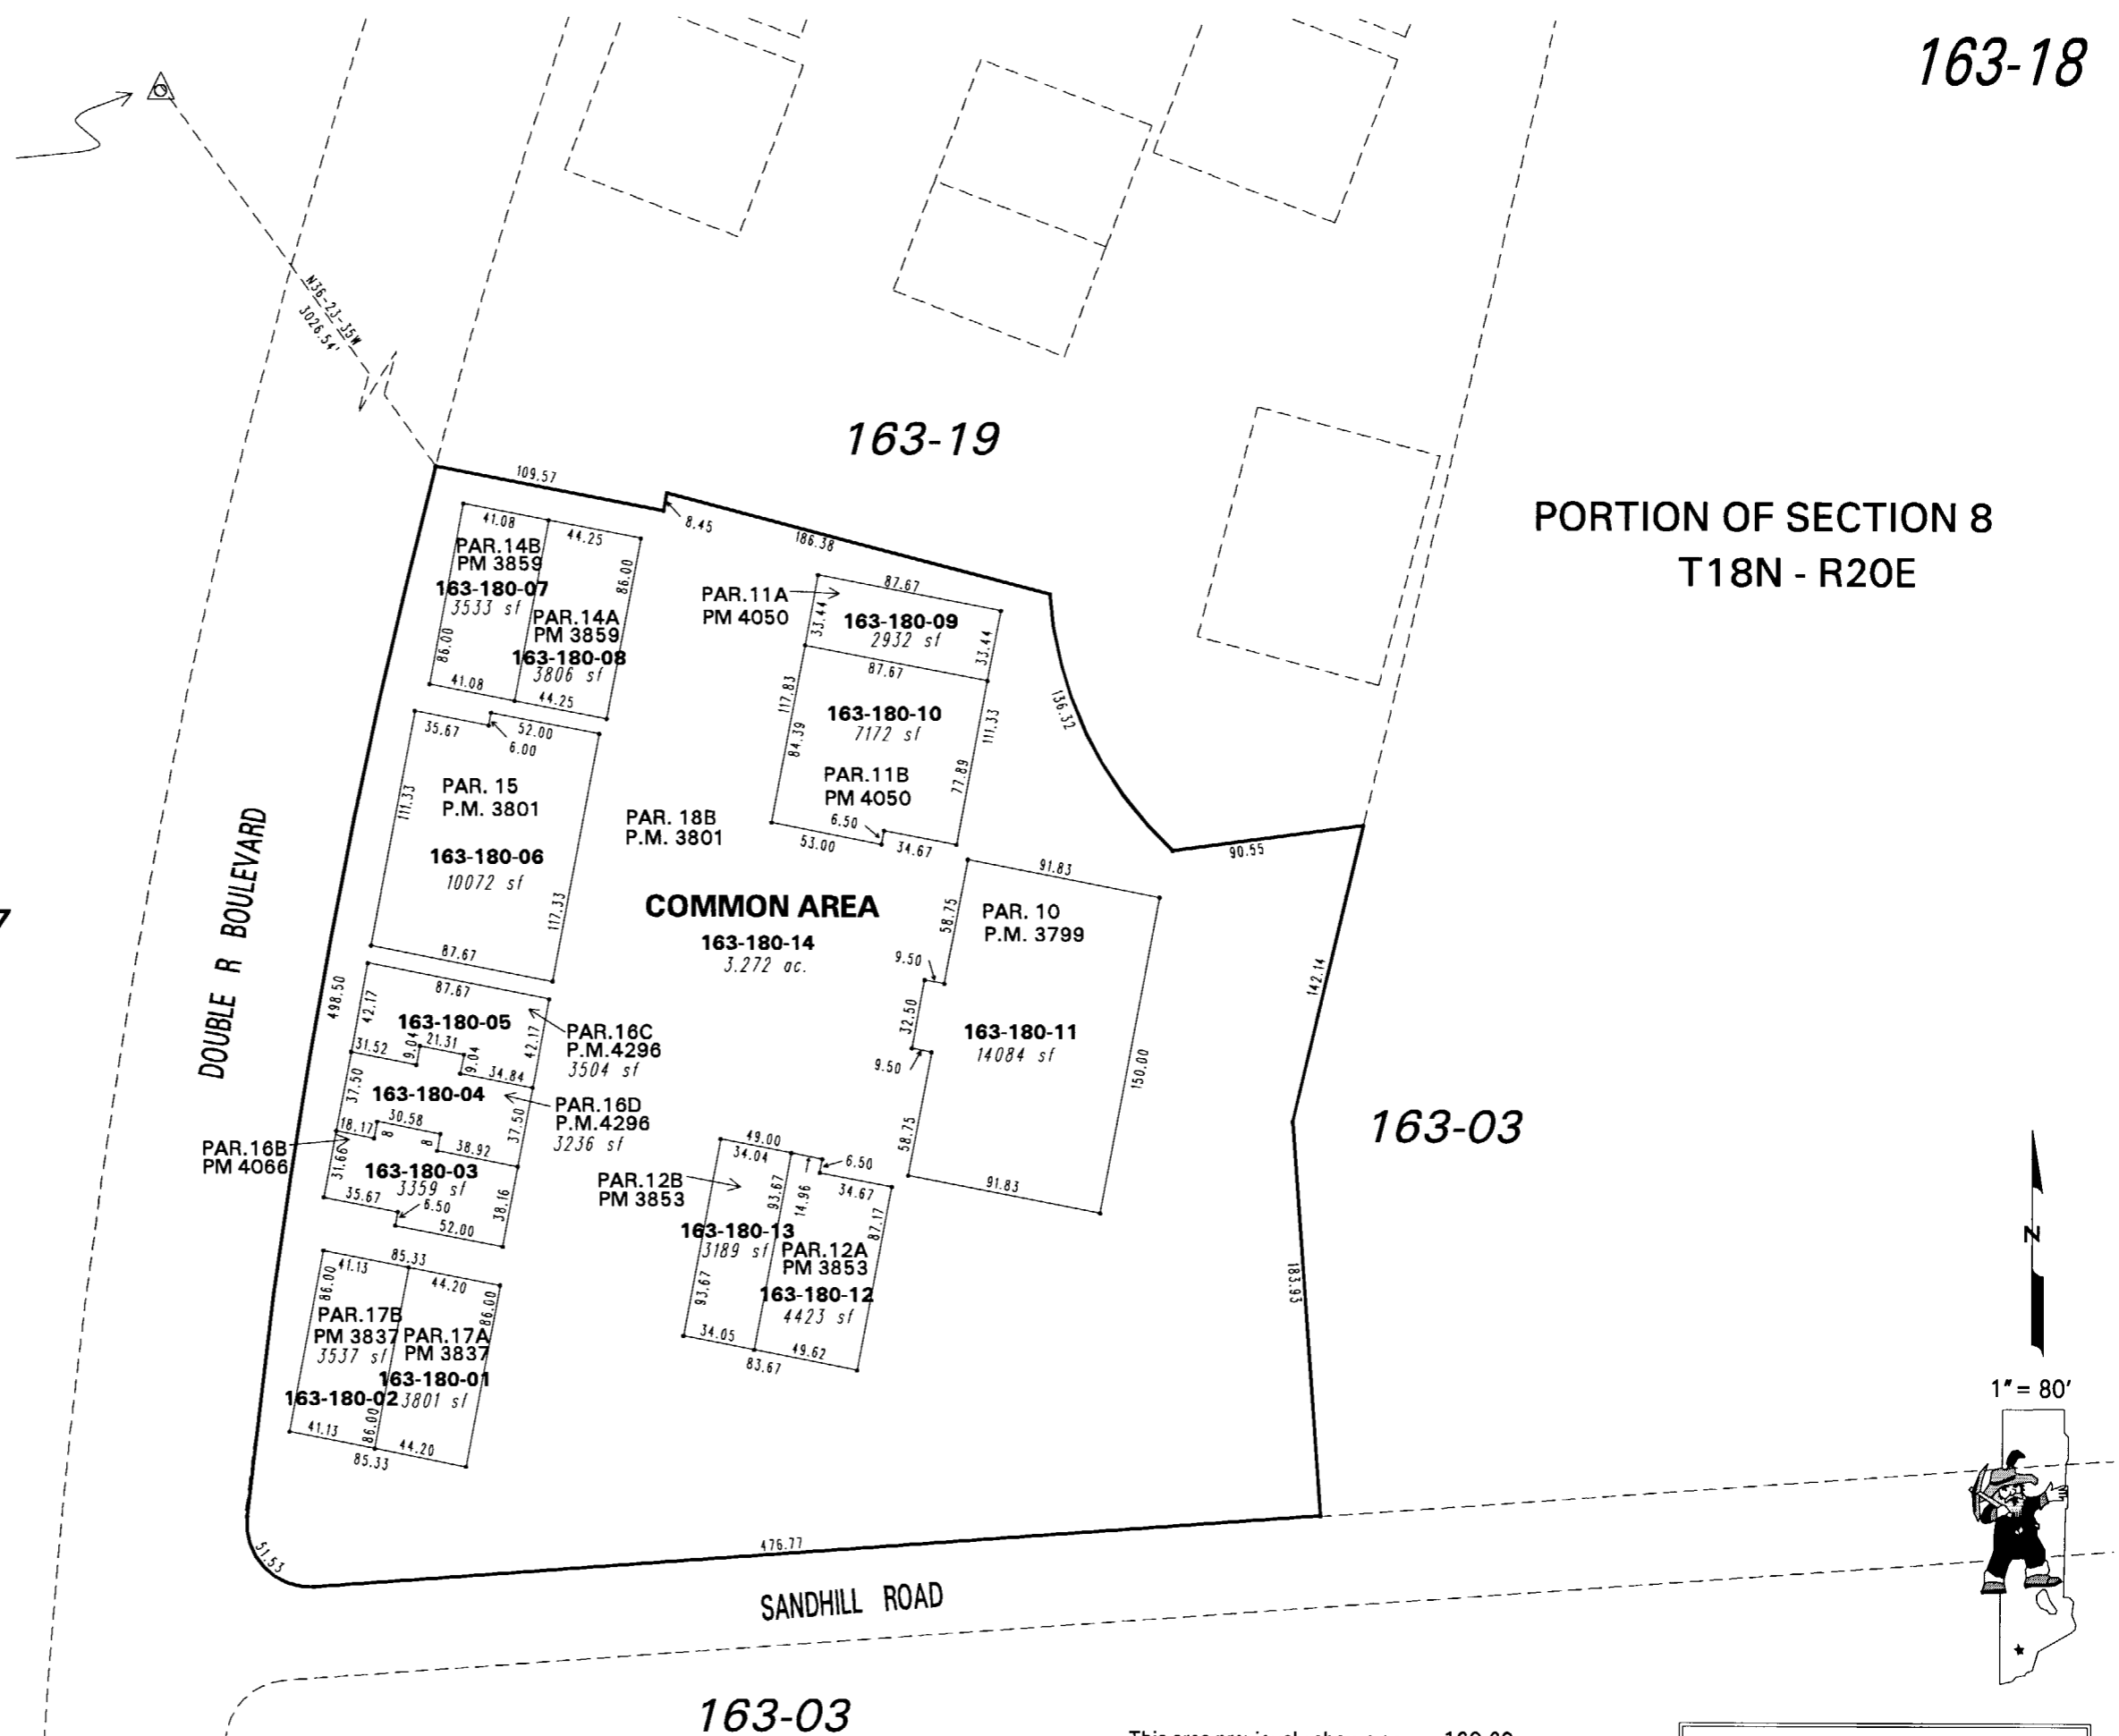 163-18
N36-23-35W
3026.54'
163-19
PORTION OF SECTION 8
T18N - R20E
109.57
8.45
186.38
41.08
44.25
PAR.14B
PM 3859
163-180-07
3533 sf
86.00
PAR.14A
PM 3859
163-180-08
3806 sf
86.00
41.08
44.25
PAR.11A
PM 4050
87.67
33.44
163-180-09
2932 sf
33.44
87.67
117.83
84.39
163-180-10
7172 sf
111.33
77.89
PAR.11B
PM 4050
6.50
53.00
34.67
136.32
90.55
35.67
52.00
6.00
PAR. 15
P.M. 3801
111.33
163-180-06
10072 sf
117.33
87.67
PAR. 18B
P.M. 3801
COMMON AREA
163-180-14
3.272 ac.
91.83
58.75
PAR. 10
P.M. 3799
9.50
32.50
163-180-11
14084 sf
9.50
150.00
58.75
91.83
142.14
DOUBLE R BOULEVARD
498.50
87.67
42.17
163-180-05
9.04
21.31
9.04
42.17
31.52
34.84
PAR.16C
P.M.4296
3504 sf
37.50
163-180-04
37.50
PAR.16D
P.M.4296
3236 sf
18.17
30.58
8
8
38.92
PAR.16B
PM 4066
31.66
163-180-03
3359 sf
35.67
6.50
52.00
38.16
163-03
49.00
34.04
6.50
34.67
PAR.12B
PM 3853
93.67
14.96
87.17
163-180-13
3189 sf
PAR.12A
PM 3853
163-180-12
4423 sf
93.67
34.05
49.62
83.67
85.33
41.13
44.20
86.00
86.00
PAR.17B
PM 3837
3537 sf
PAR.17A
PM 3837
163-180-01
163-180-02
3801 sf
86.00
41.13
44.20
85.33
183.93
N
1" = 80'
51.53
476.77
SANDHILL ROAD
163-03